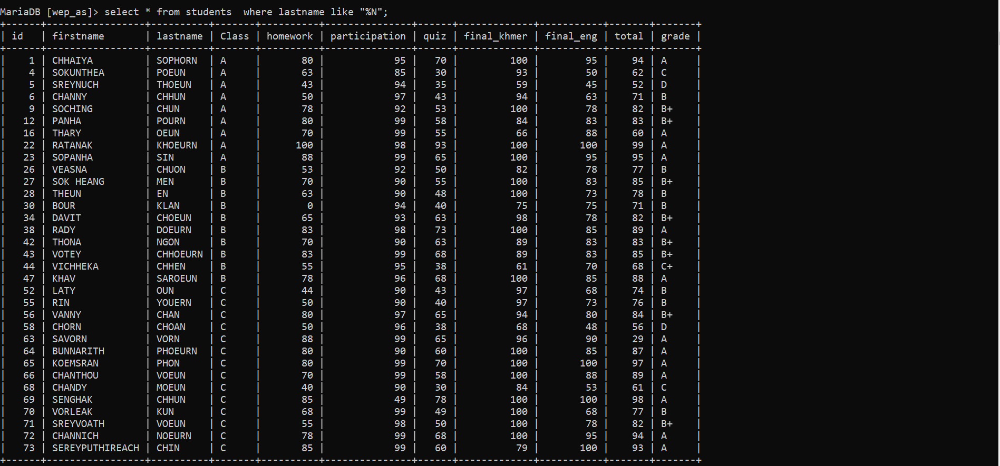 MariaDB [wep_as]> select * from students  where lastname like "%N";
+------+-----------------+----------+-------+----------+---------------+------+-------------+-----------+-------+-------+
| id   | firstname       | lastname | Class | homework | participation | quiz | final_khmer | final_eng | total | grade |
+------+-----------------+----------+-------+----------+---------------+------+-------------+-----------+-------+-------+
|    1 | CHHAIYA         | SOPHORN  | A     |       80 |            95 |   70 |         100 |        95 |    94 | A     |
|    4 | SOKUNTHEA       | POEUN    | A     |       63 |            85 |   30 |          93 |        50 |    62 | C     |
|    5 | SREYNUCH        | THOEUN   | A     |       43 |            94 |   35 |          59 |        45 |    52 | D     |
|    6 | CHANNY          | CHHUN    | A     |       50 |            97 |   43 |          94 |        63 |    71 | B     |
|    9 | SOCHING         | CHUN     | A     |       78 |            92 |   53 |         100 |        78 |    82 | B+    |
|   12 | PANHA           | POURN    | A     |       80 |            99 |   58 |          84 |        83 |    83 | B+    |
|   16 | THARY           | OEUN     | A     |       70 |            99 |   55 |          66 |        88 |    60 | A     |
|   22 | RATANAK         | KHOEURN  | A     |      100 |            98 |   93 |         100 |       100 |    99 | A     |
|   23 | SOPANHA         | SIN      | A     |       88 |            99 |   65 |         100 |        95 |    95 | A     |
|   26 | VEASNA          | CHUON    | B     |       53 |            92 |   50 |          82 |        78 |    77 | B     |
|   27 | SOK HEANG       | MEN      | B     |       70 |            90 |   55 |         100 |        83 |    85 | B+    |
|   28 | THEUN           | EN       | B     |       63 |            90 |   48 |         100 |        73 |    78 | B     |
|   30 | BOUR            | KLAN     | B     |        0 |            94 |   40 |          75 |        75 |    71 | B     |
|   34 | DAVIT           | CHOEUN   | B     |       65 |            93 |   63 |          98 |        78 |    82 | B+    |
|   38 | RADY            | DOEURN   | B     |       83 |            98 |   73 |         100 |        85 |    89 | A     |
|   42 | THONA           | NGON     | B     |       70 |            90 |   63 |          89 |        83 |    83 | B+    |
|   43 | VOTEY           | CHHOEURN | B     |       83 |            99 |   68 |          89 |        83 |    85 | B+    |
|   44 | VICHHEKA        | CHHEN    | B     |       55 |            95 |   38 |          61 |        70 |    68 | C+    |
|   47 | KHAV            | SAROEUN  | B     |       78 |            96 |   68 |         100 |        85 |    88 | A     |
|   52 | LATY            | OUN      | C     |       44 |            90 |   43 |          97 |        68 |    74 | B     |
|   55 | RIN             | YOUERN   | C     |       50 |            90 |   40 |          97 |        73 |    76 | B     |
|   56 | VANNY           | CHAN     | C     |       80 |            97 |   65 |          94 |        80 |    84 | B+    |
|   58 | CHORN           | CHOAN    | C     |       50 |            96 |   38 |          68 |        48 |    56 | D     |
|   63 | SAVORN          | VORN     | C     |       88 |            99 |   65 |          96 |        90 |    29 | A     |
|   64 | BUNNARITH       | PHOEURN  | C     |       80 |            90 |   60 |         100 |        85 |    87 | A     |
|   65 | KOEMSRAN        | PHON     | C     |       80 |            99 |   70 |         100 |       100 |    97 | A     |
|   66 | CHANTHOU        | VOEUN    | C     |       70 |            99 |   58 |         100 |        88 |    89 | A     |
|   68 | CHANDY          | MOEUN    | C     |       40 |            90 |   30 |          84 |        53 |    61 | C     |
|   69 | SENGHAK         | CHHUN    | C     |       85 |            49 |   78 |         100 |       100 |    98 | A     |
|   70 | VORLEAK         | KUN      | C     |       68 |            99 |   49 |         100 |        68 |    77 | B     |
|   71 | SREYVOATH       | VOEUN    | C     |       55 |            98 |   50 |         100 |        78 |    82 | B+    |
|   72 | CHANNICH        | NOEURN   | C     |       78 |            99 |   68 |         100 |        95 |    94 | A     |
|   73 | SEREYPUTHIREACH | CHIN     | C     |       85 |            99 |   60 |          79 |       100 |    93 | A     |
+------+-----------------+----------+-------+----------+---------------+------+-------------+-----------+-------+-------+